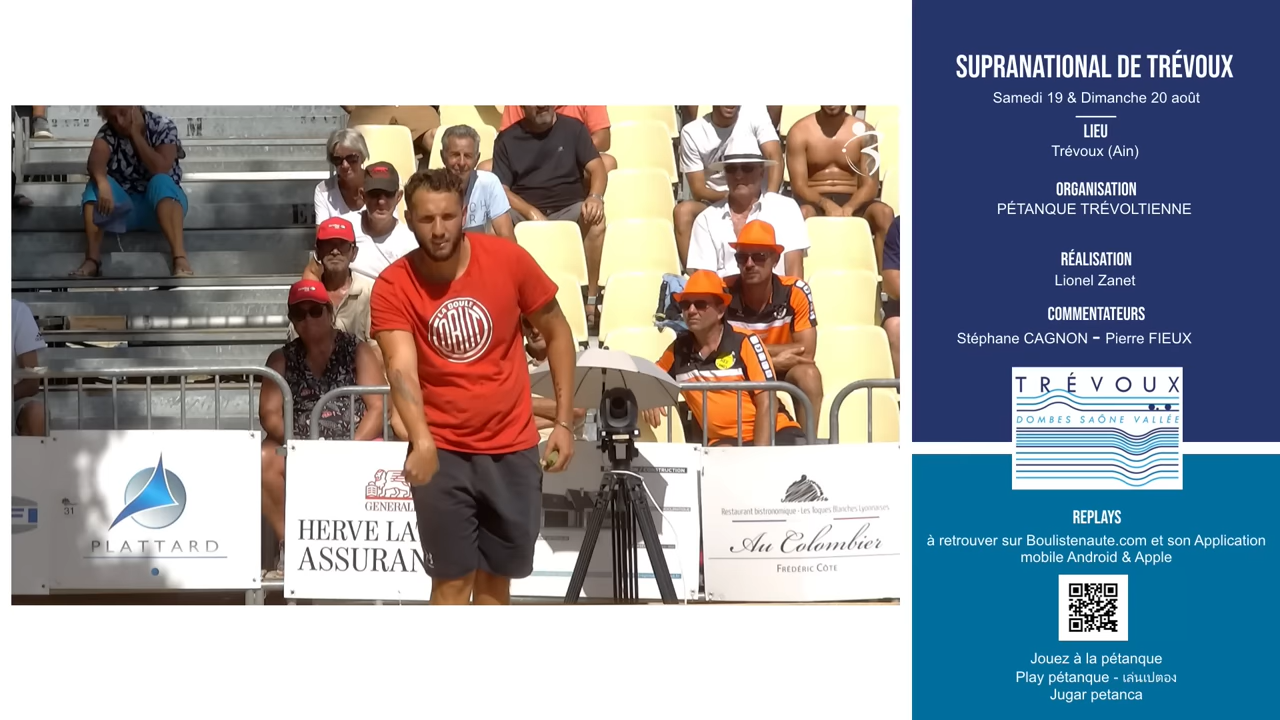 SUPRANATIONAL DE TRÉVOUX
Samedi 19 & Dimanche 20 août
LIEU
Trévoux (Ain)
ORGANISATION
PÉTANQUE TRÉVOLTIENNE
RÉALISATION
Lionel Zanet
COMMENTATEURS
Stéphane CAGNON - Pierre FIEUX
TRÉVOUX
DOMBES SAÔNE VALLÉE
REPLAYS
à retrouver sur Boulistenaute.com et son Application
mobile Android & Apple
Jouez à la pétanque
Play pétanque - เล่นเปตอง
Jugar petanca
LA BOULE
OBUT
31
PLATTARD
GENERALI
HERVE LA
ASSURAN
CONSTRUCTION
Restaurant bistronomique - Les Toques Blanches Lyonnaises
Au Colombier
FRÉDÉRIC CÔTE